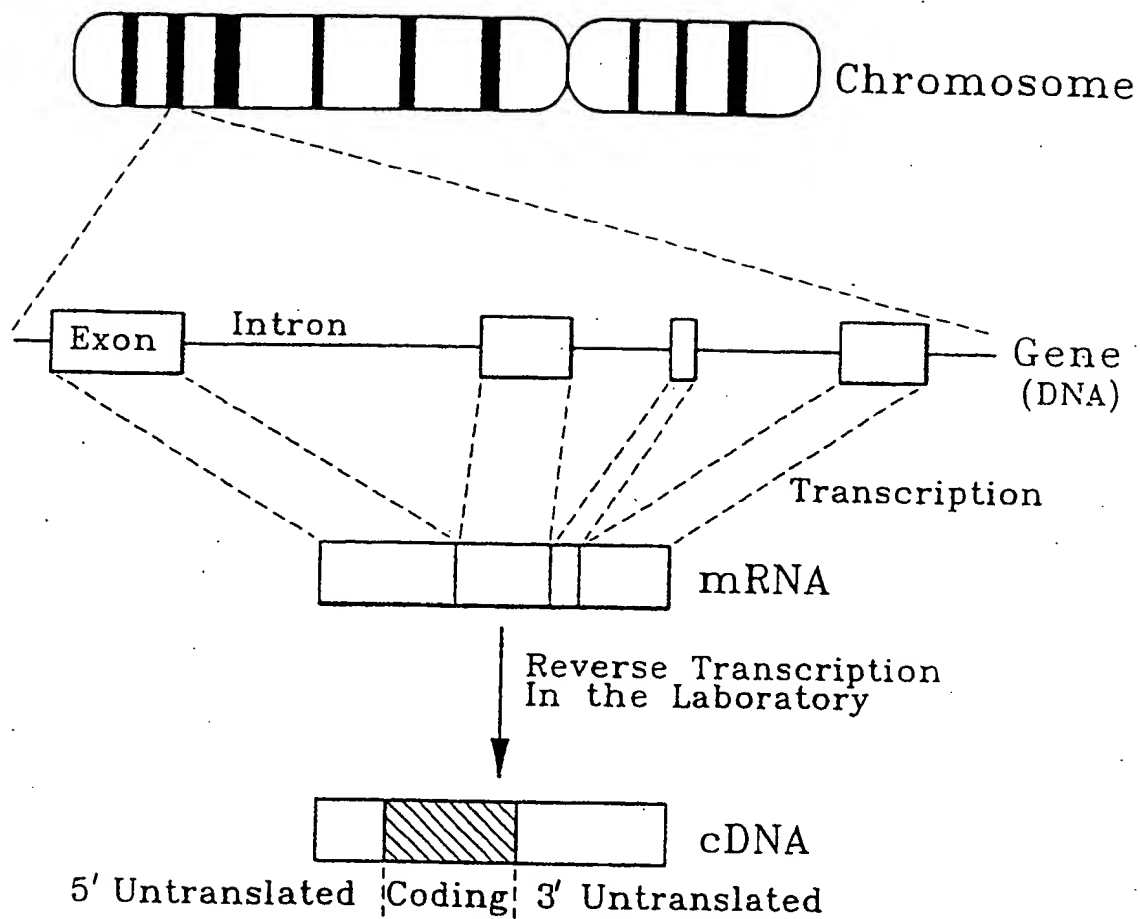 Chromosome
Exon
Intron
Gene
(DNA)
Transcription
mRNA
Reverse Transcription
In the Laboratory
cDNA
5' Untranslated Coding 3' Untranslated